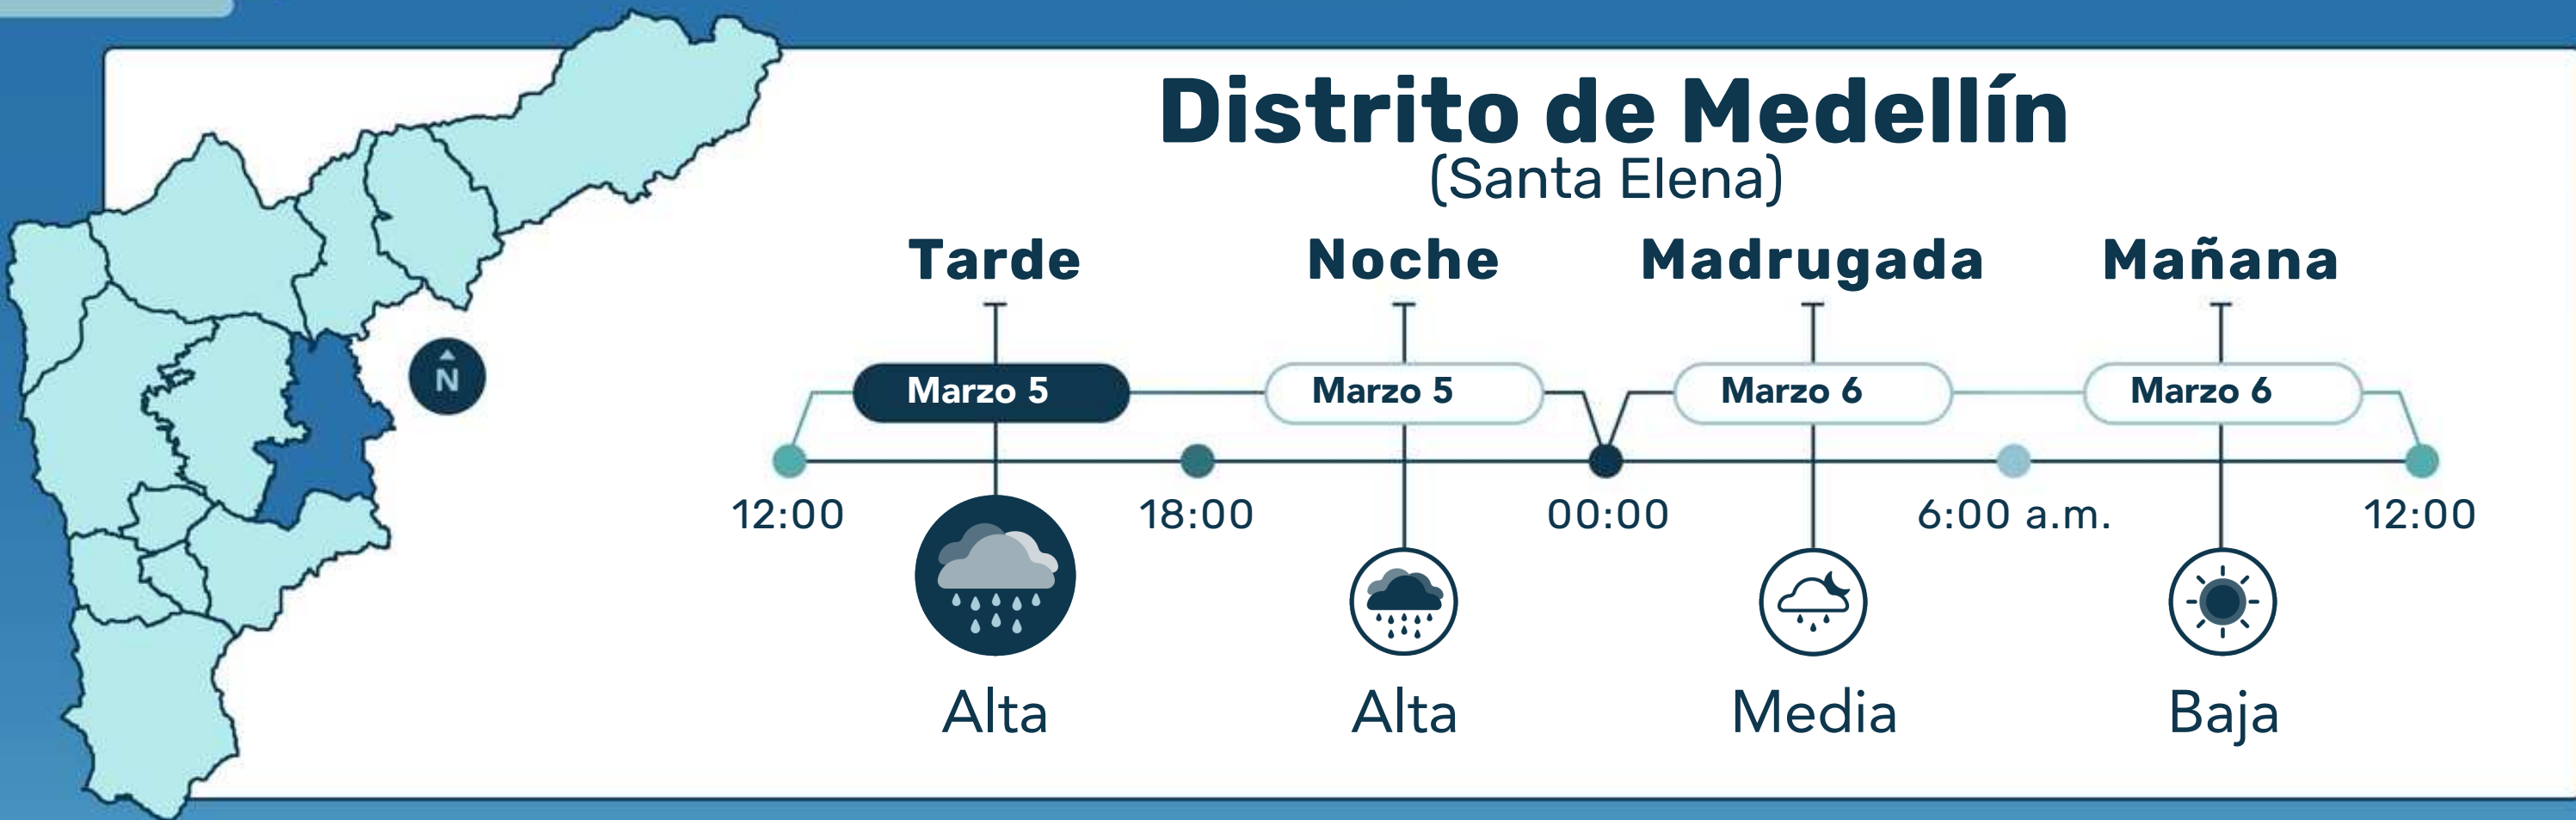 Distrito de Medellín
(Santa Elena)
Tarde Noche Madrugada Mañana
N
Marzo 5 Marzo 5 Marzo 6 Marzo 6
12:00 18:00 00:00 6:00 a.m. 12:00
Alta Alta Media Baja